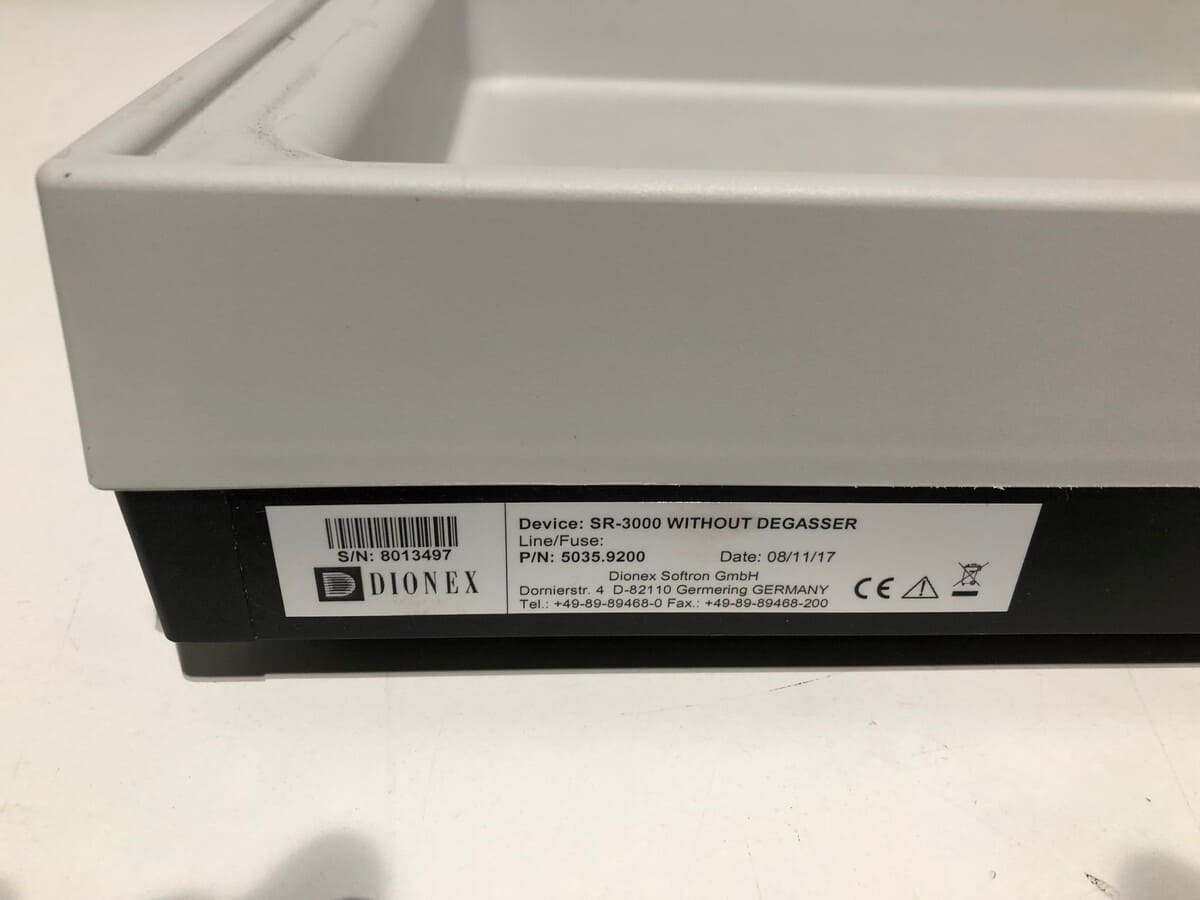 S/N: 8013497
DIONEX
Device: SR-3000 WITHOUT DEGASSER
Line/Fuse:
P/N: 5035.9200 Date: 08/11/17
Dionex Softron GmbH
Dornierstr. 4 D-82110 Germering GERMANY
Tel.: +49-89-89468-0 Fax.: +49-89-89468-200
CE